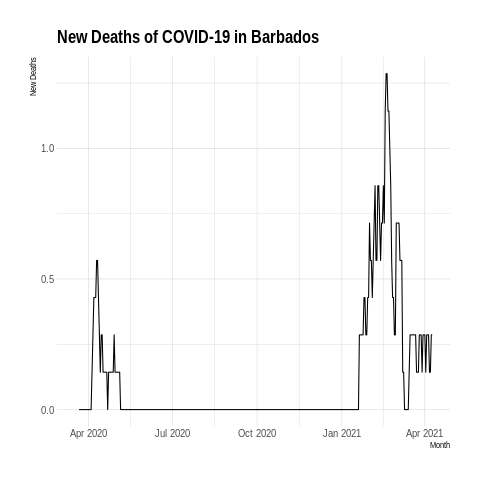 New Deaths of COVID-19 in Barbados
New Deaths
1.0
0.5
0.0
Apr 2020 Jul 2020 Oct 2020 Jan 2021 Apr 2021
Month